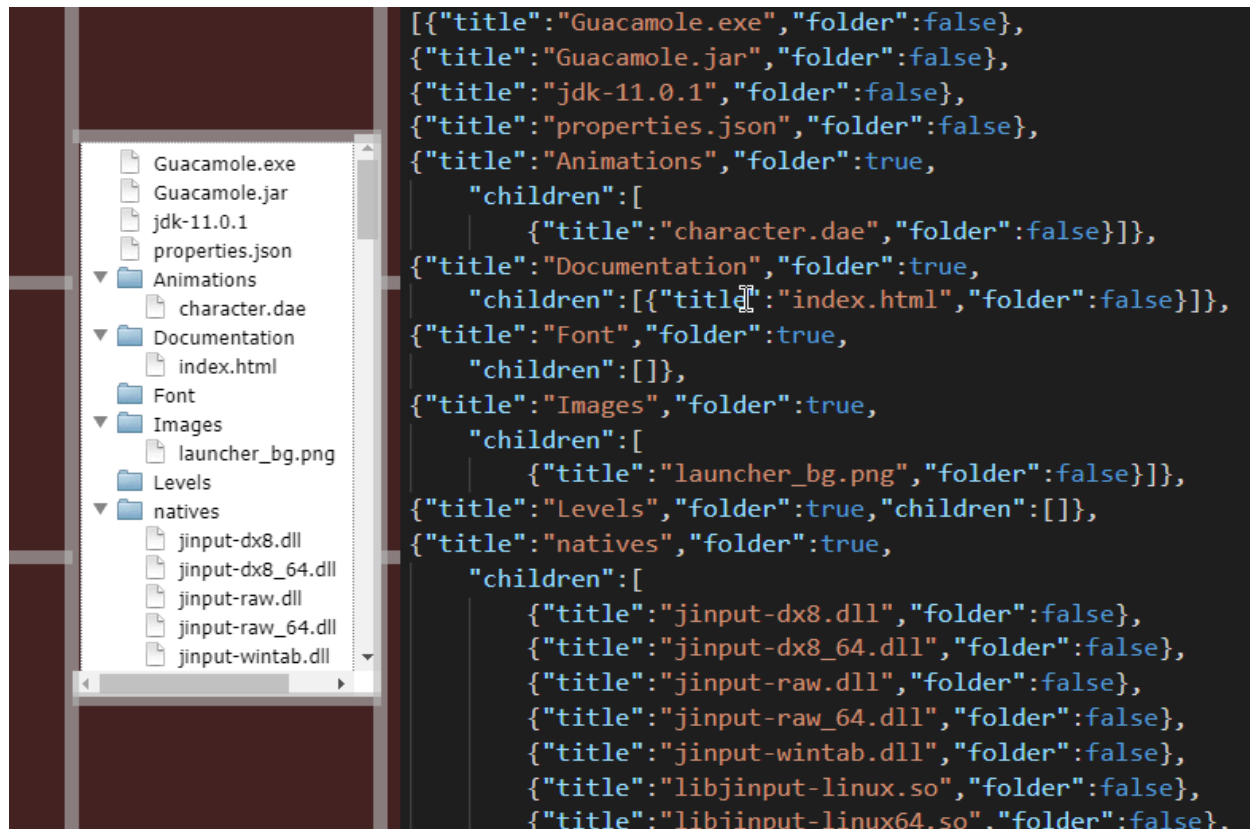 Guacamole.exe
Guacamole.jar
jdk-11.0.1
properties.json
Animations
character.dae
Documentation
index.html
Font
Images
launcher_bg.png
Levels
natives
jinput-dx8.dll
jinput-dx8_64.dll
jinput-raw.dll
jinput-raw_64.dll
jinput-wintab.dll
[{"title":"Guacamole.exe","folder":false},
{"title":"Guacamole.jar","folder":false},
{"title":"jdk-11.0.1","folder":false},
{"title":"properties.json","folder":false},
{"title":"Animations","folder":true,
"children":[
{"title":"character.dae","folder":false}]},
{"title":"Documentation","folder":true,
"children":[{"title":"index.html","folder":false}]},
{"title":"Font","folder":true,
"children":[]},
{"title":"Images","folder":true,
"children":[
{"title":"launcher_bg.png","folder":false}]},
{"title":"Levels","folder":true,"children":[]},
{"title":"natives","folder":true,
"children":[
{"title":"jinput-dx8.dll","folder":false},
{"title":"jinput-dx8_64.dll","folder":false},
{"title":"jinput-raw.dll","folder":false},
{"title":"jinput-raw_64.dll","folder":false},
{"title":"jinput-wintab.dll","folder":false},
{"title":"libjinput-linux.so","folder":false},
{"title":"libjinput-linux64.so","folder":false},